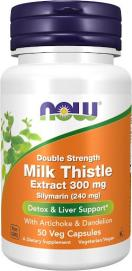 NOW
Double Strength
Milk Thistle
Extract 300 mg
Silymarin (240 mg)
Detox & Liver Support*
With Artichoke & Dandelion
50 Veg Capsules
A Dietary Supplement Vegetarian/Vegan